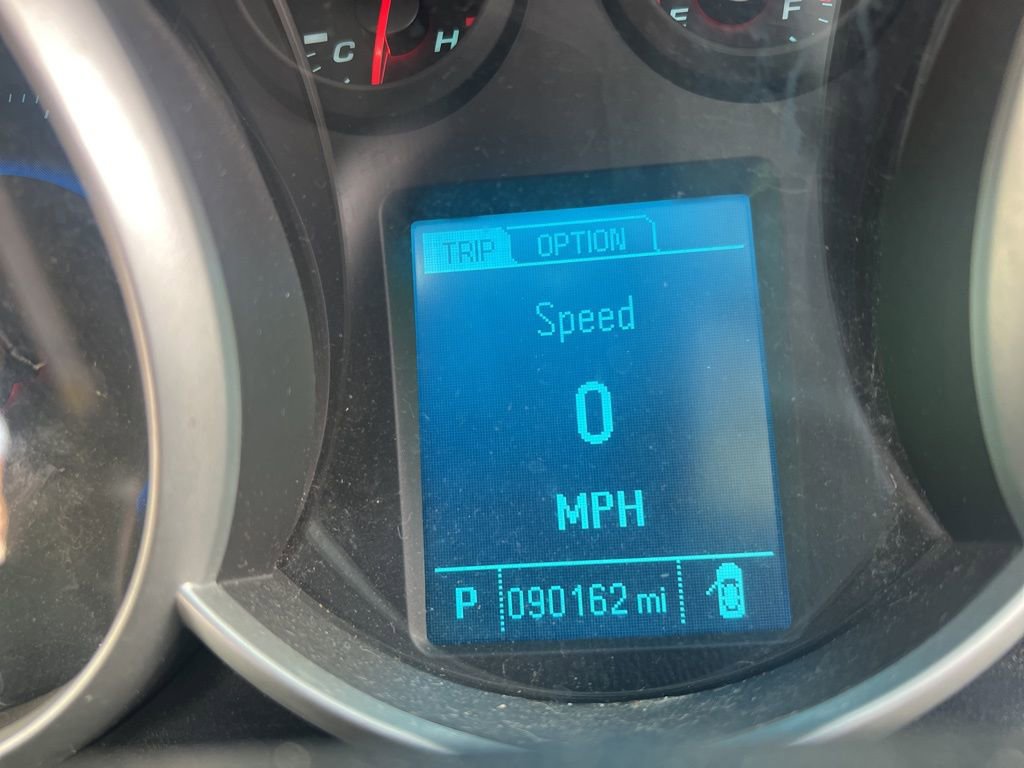 C H
E F
TRIP OPTION
Speed
0
MPH
P 090162 mi